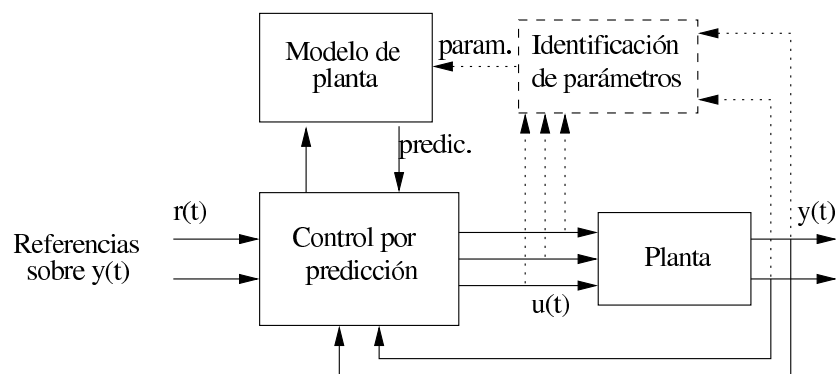 Modelo de
planta
param.
Identificación
de parámetros
predic.
r(t)
Referencias
sobre y(t)
Control por
predicción
u(t)
Planta
y(t)